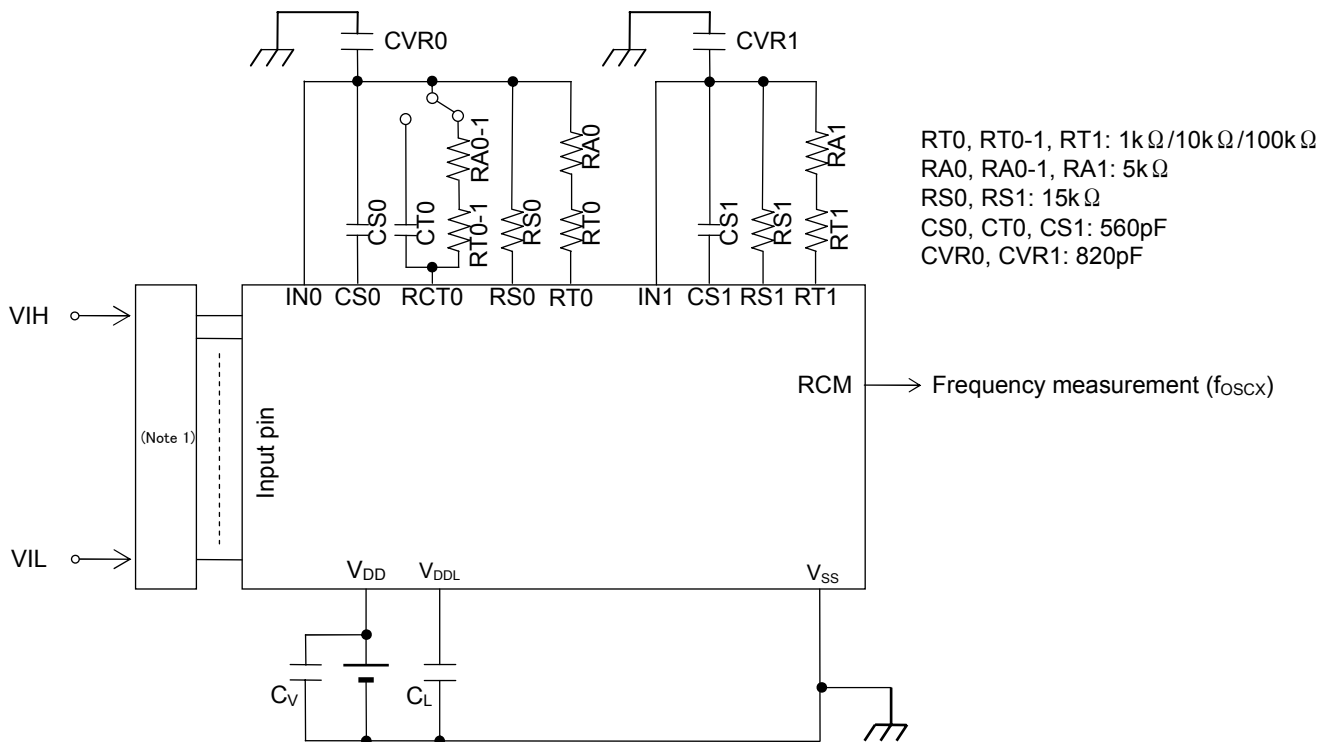 CVR0
CVR1
CS0
CT0
RA0-1
RT0-1
RS0
RA0
RT0
CS1
RS1
RA1
RT1
RT0, RT0-1, RT1: 1kΩ/10kΩ/100kΩ
RA0, RA0-1, RA1: 5kΩ
RS0, RS1: 15kΩ
CS0, CT0, CS1: 560pF
CVR0, CVR1: 820pF
IN0 CS0 RCT0 RS0 RT0
IN1 CS1 RS1 RT1
VIH
(Note 1)
VIL
Input pin
RCM
Frequency measurement (fOSCX)
VDD
VDDL
VSS
CV
CL